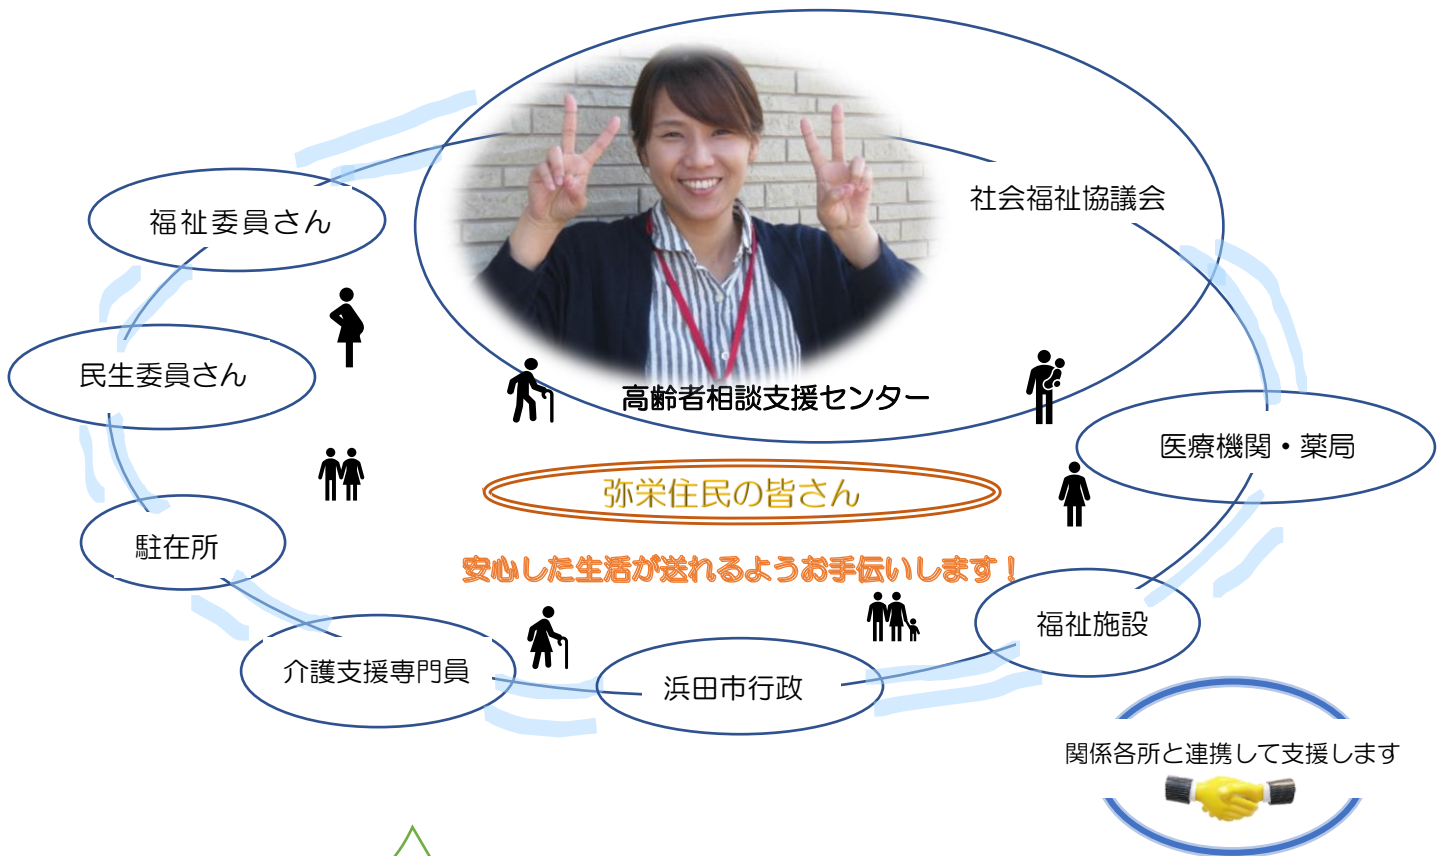 社会福祉協議会
福祉委員さん
民生委員さん
高齢者相談支援センター
医療機関・薬局
弥栄住民の皆さん
駐在所
安心した生活が送れるようお手伝いします!
福祉施設
介護支援専門員
浜田市行政
関係各所と連携して支援します